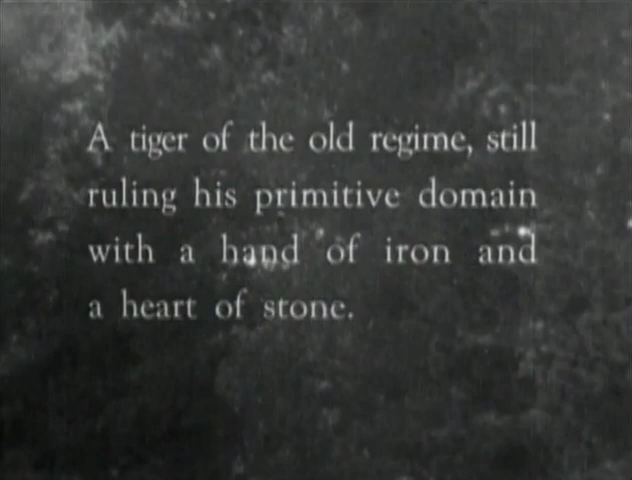 A tiger of the old regime, still
ruling his primitive domain
with a hand of iron and
a heart of stone.